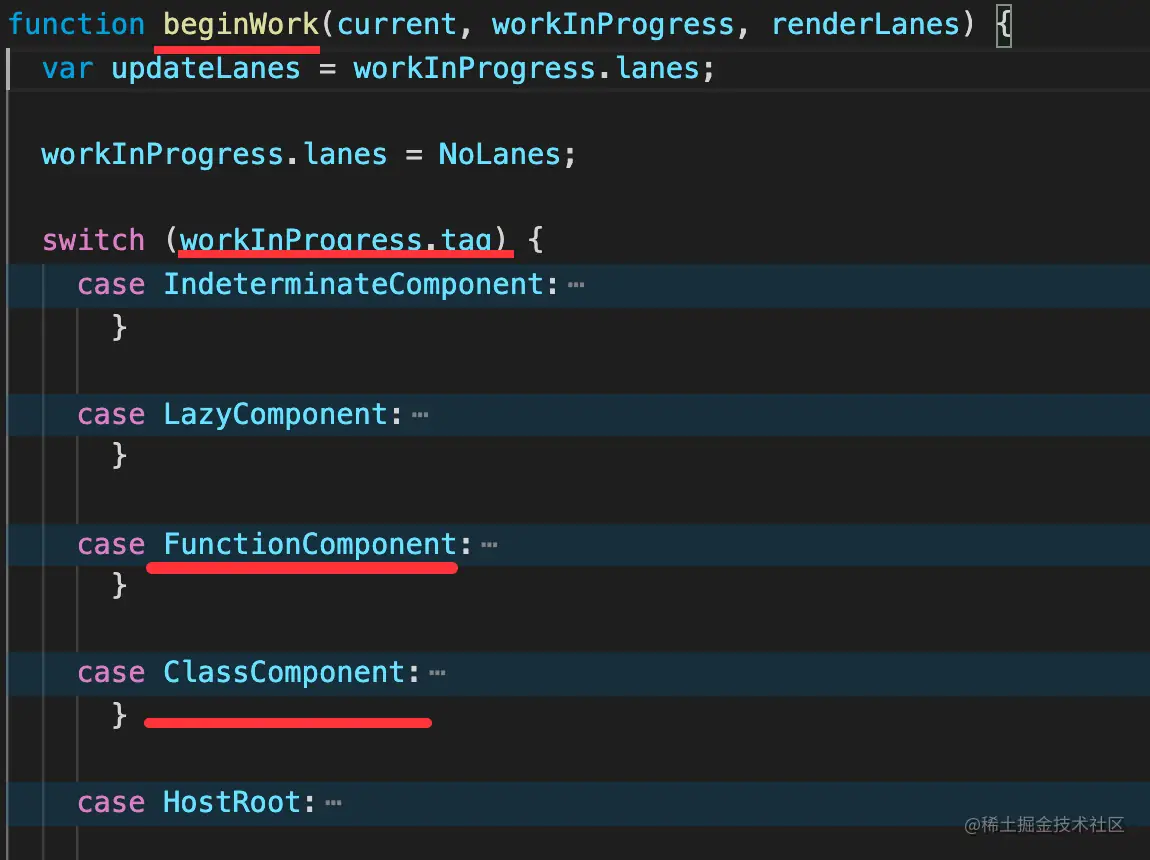 function beginWork(current, workInProgress, renderLanes) {
var updateLanes = workInProgress.lanes;
workInProgress.lanes = NoLanes;
switch (workInProgress.tag) {
case IndeterminateComponent:…
}
case LazyComponent:…
}
case FunctionComponent:…
}
case ClassComponent:…
}
case HostRoot:…
@稀土掘金技术社区